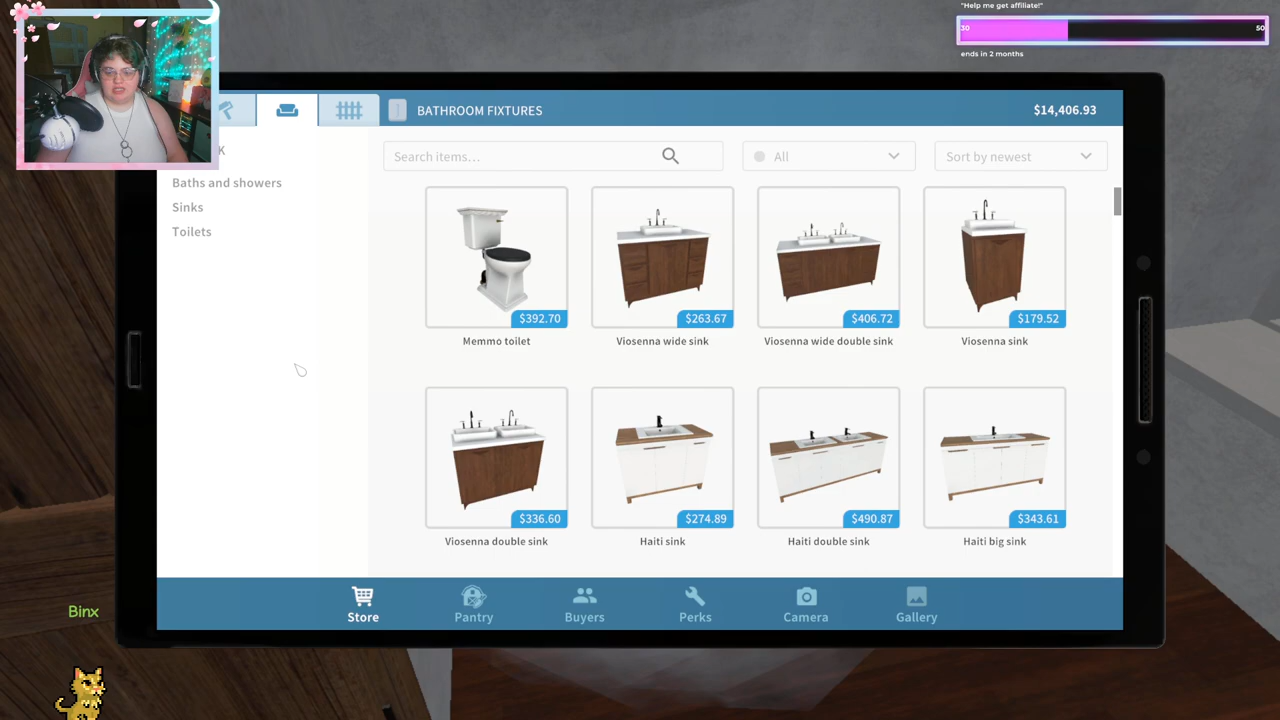 "Help me get affiliate!"
30
50
ends in 2 months
BATHROOM FIXTURES
$14,406.93
K
Search items...
All
Sort by newest
Baths and showers
Sinks
Toilets
$392.70
$263.67
$406.72
$179.52
Memmo toilet
Viosenna wide sink
Viosenna wide double sink
Viosenna sink
$336.60
$274.89
$490.87
$343.61
Viosenna double sink
Haiti sink
Haiti double sink
Haiti big sink
Store
Pantry
Buyers
Perks
Camera
Gallery
Binx